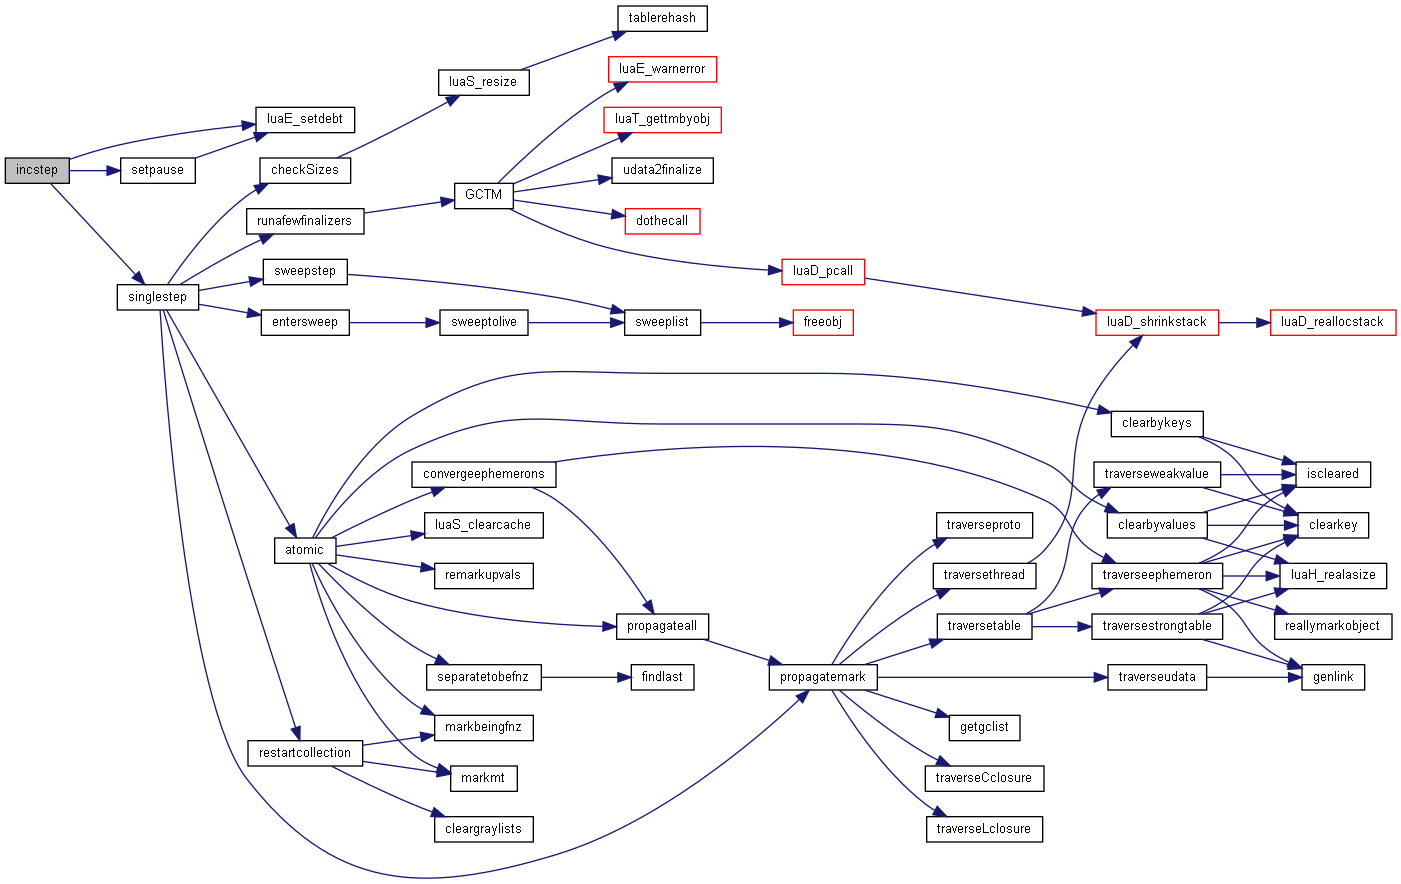 tablerehash
luaE_warnerror
luaS_resize
luaE_setdebt
luaT_gettmbyobj
incstep
setpause
checkSizes
udata2finalize
GCTM
runafewfinalizers
dothecall
sweepstep
luaD_pcall
singlestep
entersweep
sweeptolive
sweeplist
freeobj
luaD_shrinkstack
luaD_reallocstack
clearbykeys
convergeephemerons
traverseweakvalue
iscleared
luaS_clearcache
traverseproto
clearbyvalues
clearkey
atomic
remarkupvals
traversethread
traverseephemeron
luaH_realasize
propagateall
traversetable
traversestrongtable
reallymarkobject
separatetobefnz
findlast
propagatemark
traverseudata
genlink
markbeingfnz
getgclist
restartcollection
markmt
traverseCclosure
cleargraylists
traverseLclosure